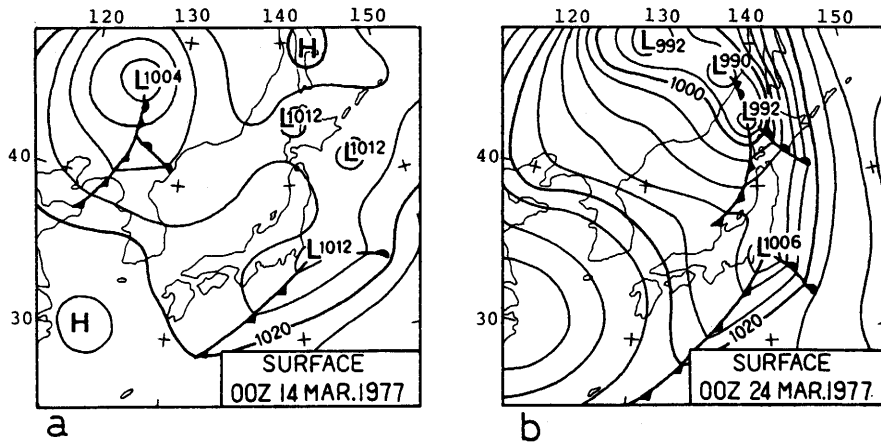 120 130 140 150
H
L1004
L1012
L1012
40
L1012
H
30
1020
SURFACE
00Z 14 MAR.1977
a
120 130 140 150
L992
L990
1000
L992
40
L1006
30
1020
SURFACE
00Z 24 MAR.1977
b